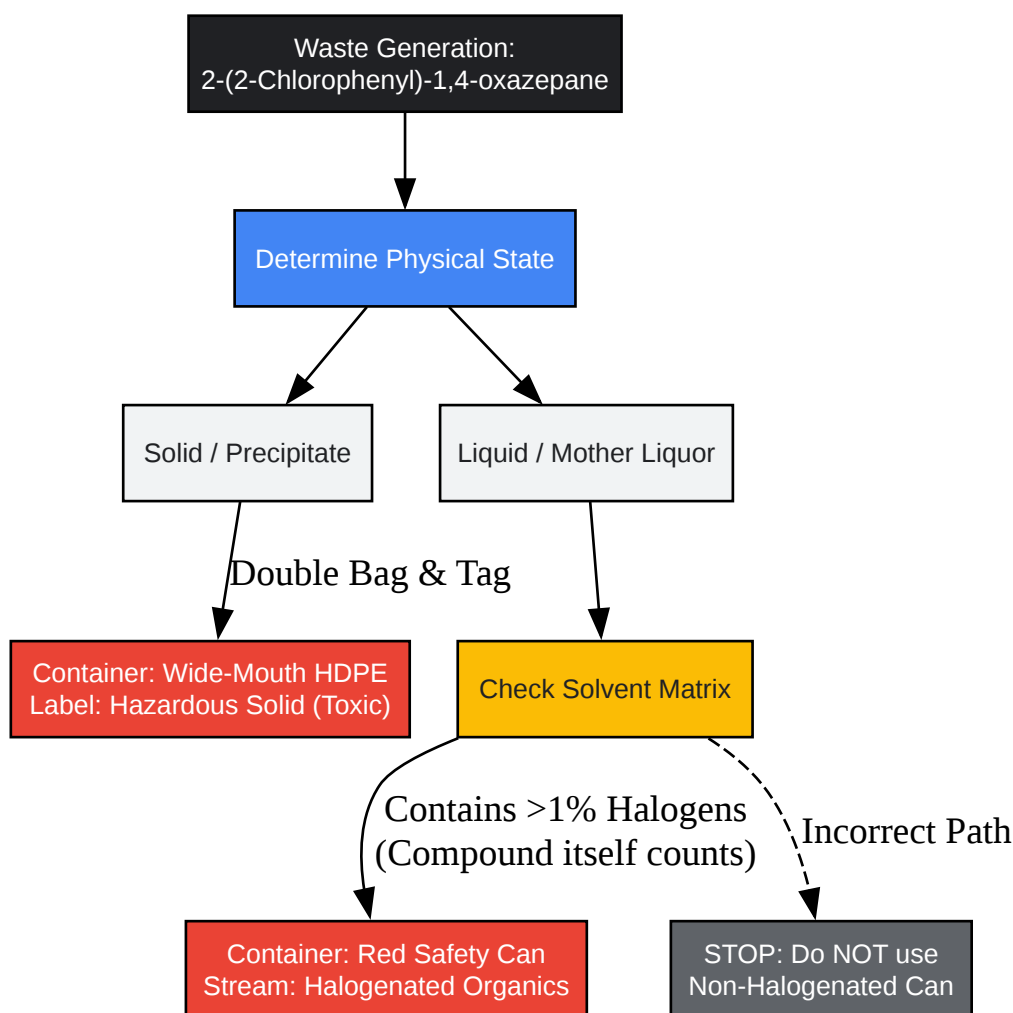 Waste Generation:
2-(2-Chlorophenyl)-1,4-oxazepane
Determine Physical State
Solid / Precipitate
Liquid / Mother Liquor
Double Bag & Tag
Container: Wide-Mouth HDPE
Label: Hazardous Solid (Toxic)
Check Solvent Matrix
Contains >1% Halogens
(Compound itself counts)
Incorrect Path
Container: Red Safety Can
Stream: Halogenated Organics
STOP: Do NOT use
Non-Halogenated Can